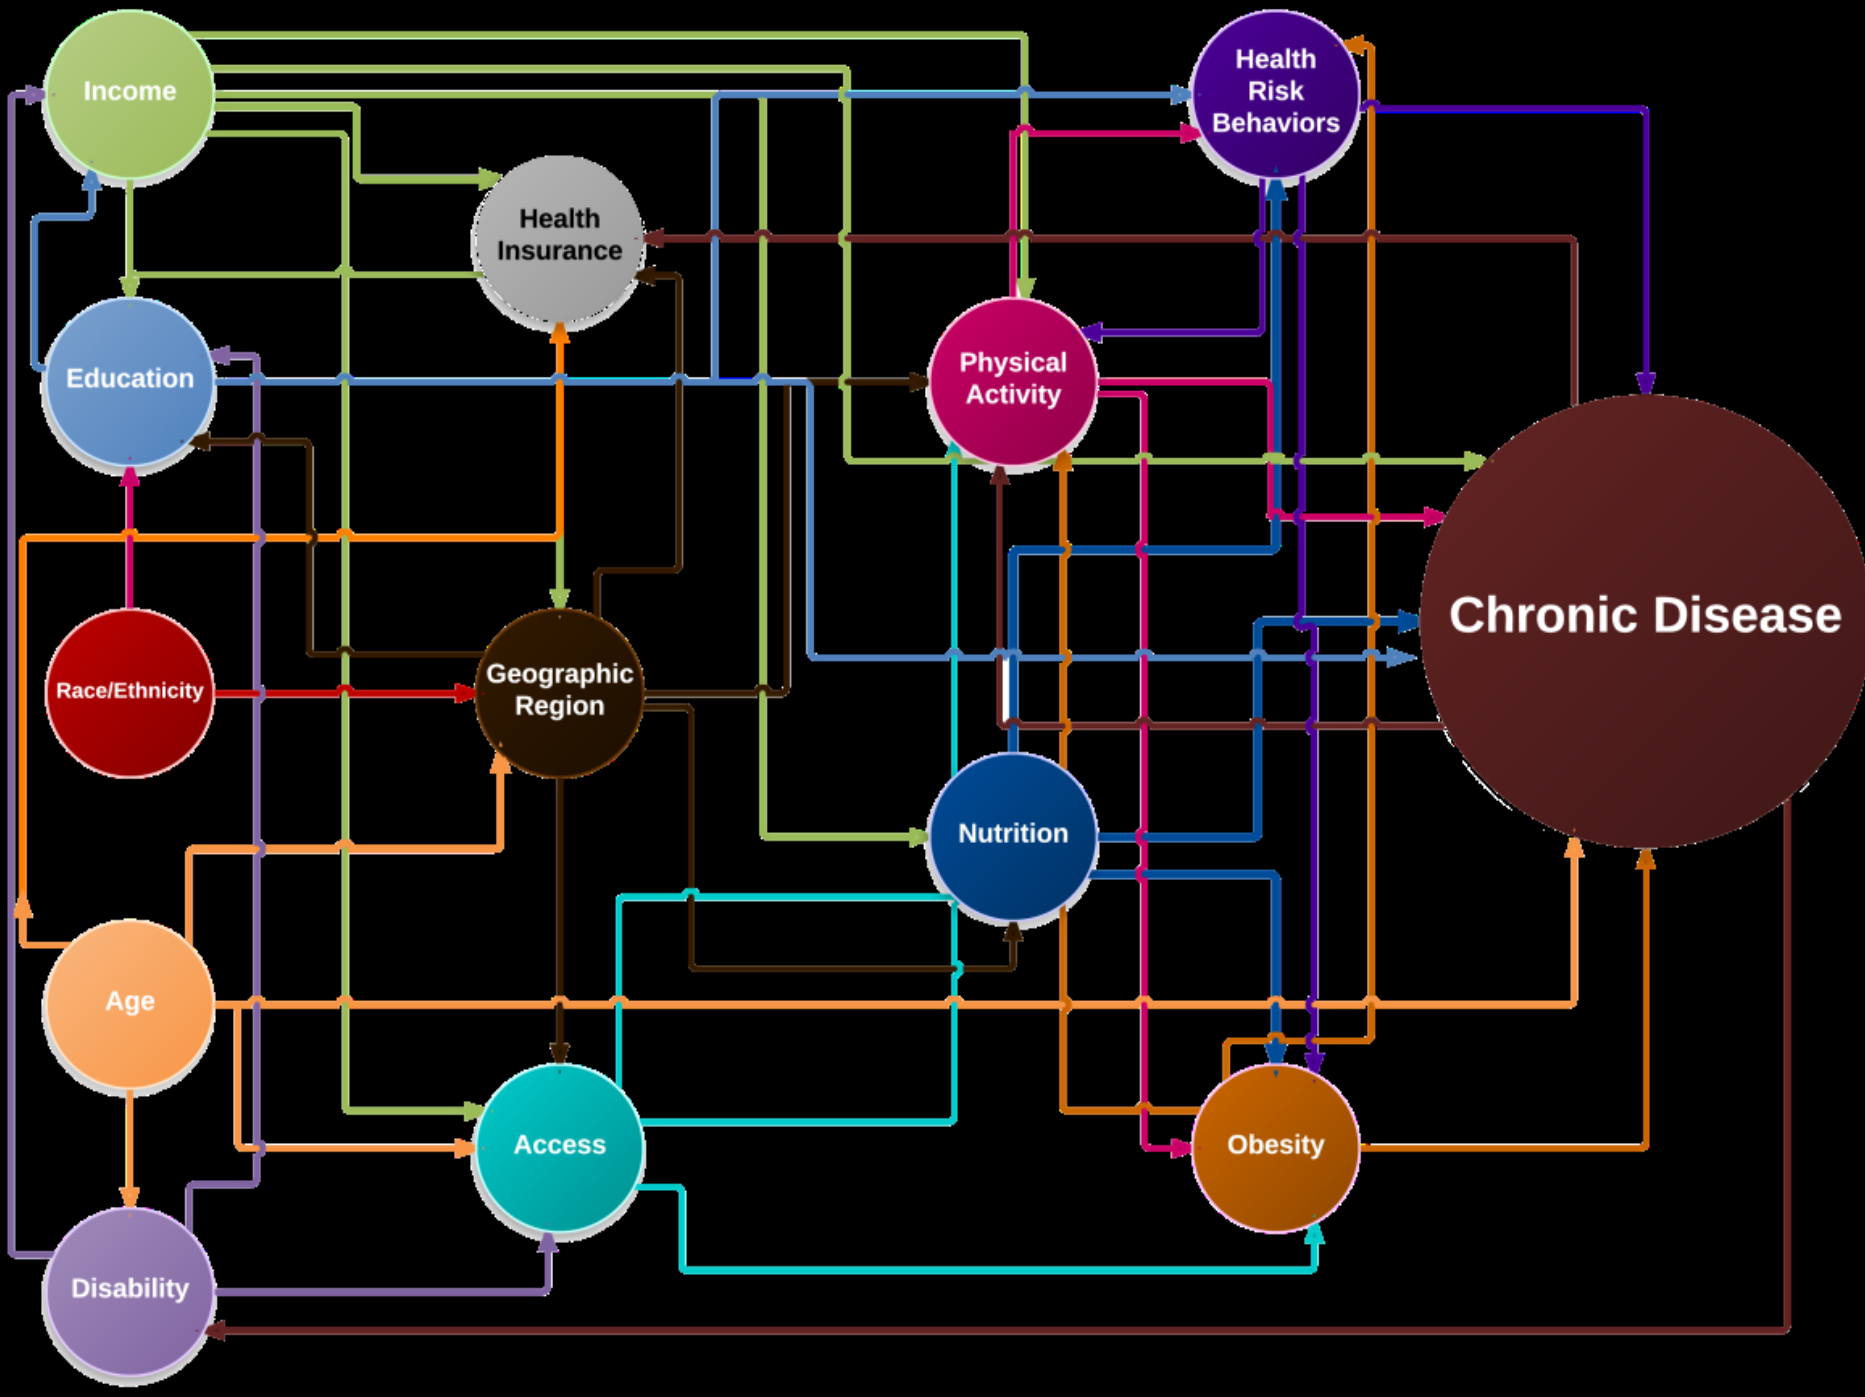 Income
Health
Risk
Behaviors
Health
Insurance
Education
Physical
Activity
Chronic Disease
Race/Ethnicity
Geographic
Region
Nutrition
Age
Access
Obesity
Disability